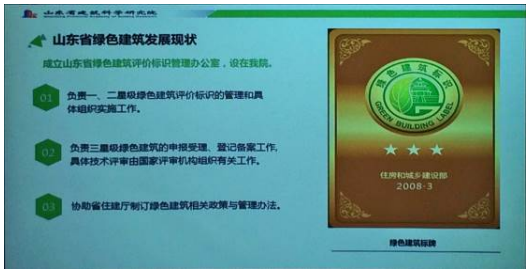 山东省建筑科学研究院
山东省绿色建筑发展现状
成立山东省绿色建筑评价标识管理办公室，设在我院。
01
负责一、二星级绿色建筑评价标识的管理和具
体组织实施工作。
02
负责三星级绿色建筑的申报受理、登记备案工作，
具体技术评审由国家评审机构组织有关工作。
03
协助省住建厅制订绿色建筑相关政策与管理办法。
绿色建筑标识
GREEN BUILDING LABEL
住房和城乡建设部
2008·3
绿色建筑标牌